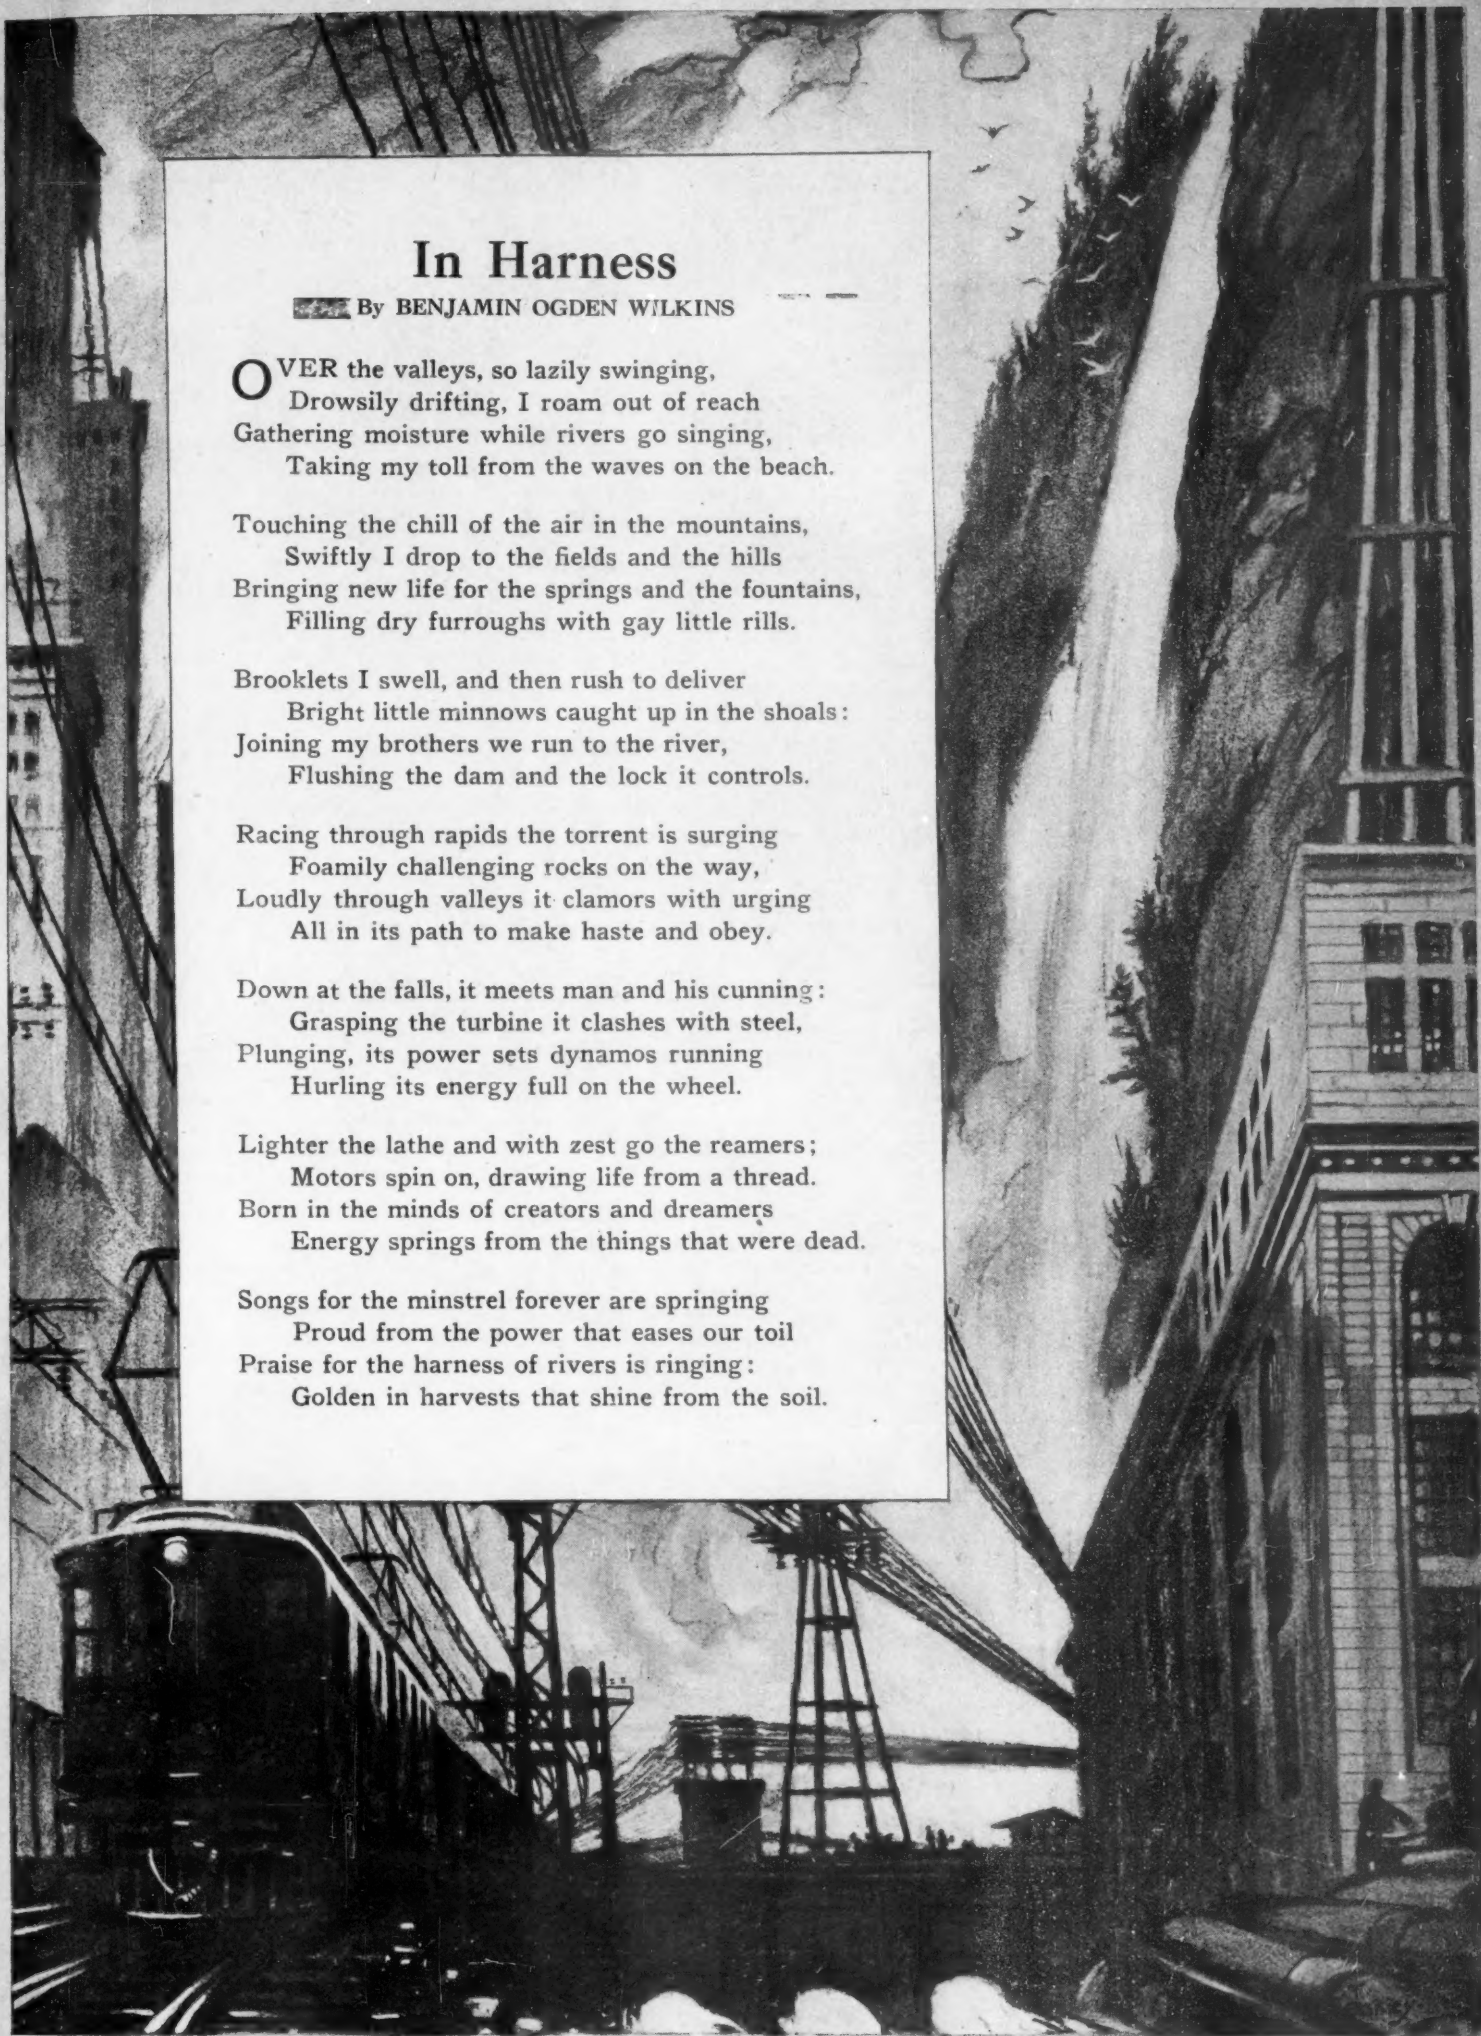 In Harness
By BENJAMIN OGDEN WILKINS
OVER the valleys, so lazily swinging,
Drowsily drifting, I roam out of reach
Gathering moisture while rivers go singing,
Taking my toll from the waves on the beach.
Touching the chill of the air in the mountains,
Swiftly I drop to the fields and the hills
Bringing new life for the springs and the fountains,
Filling dry furroughs with gay little rills.
Brooklets I swell, and then rush to deliver
Bright little minnows caught up in the shoals:
Joining my brothers we run to the river,
Flushing the dam and the lock it controls.
Racing through rapids the torrent is surging
Foamily challenging rocks on the way,
Loudly through valleys it clamors with urging
All in its path to make haste and obey.
Down at the falls, it meets man and his cunning:
Grasping the turbine it clashes with steel,
Plunging, its power sets dynamos running
Hurling its energy full on the wheel.
Lighter the lathe and with zest go the reamers;
Motors spin on, drawing life from a thread.
Born in the minds of creators and dreamers
Energy springs from the things that were dead.
Songs for the minstrel forever are springing
Proud from the power that eases our toil
Praise for the harness of rivers is ringing:
Golden in harvests that shine from the soil.